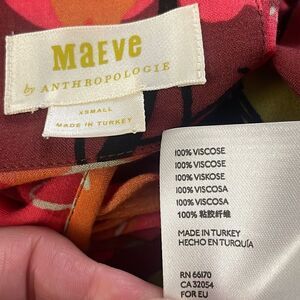 MAEVE
by ANTHROPOLOGIE
XSMALL
MADE IN TURKEY
100% VISCOSE
100% VISCOSE
100% VISKOSE
100% VISCOSA
100% VISCOSA
100% 粘胶纤维
MADE IN TURKEY
HECHO EN TURQUÍA
RN 66170
CA 32054
FOR EU